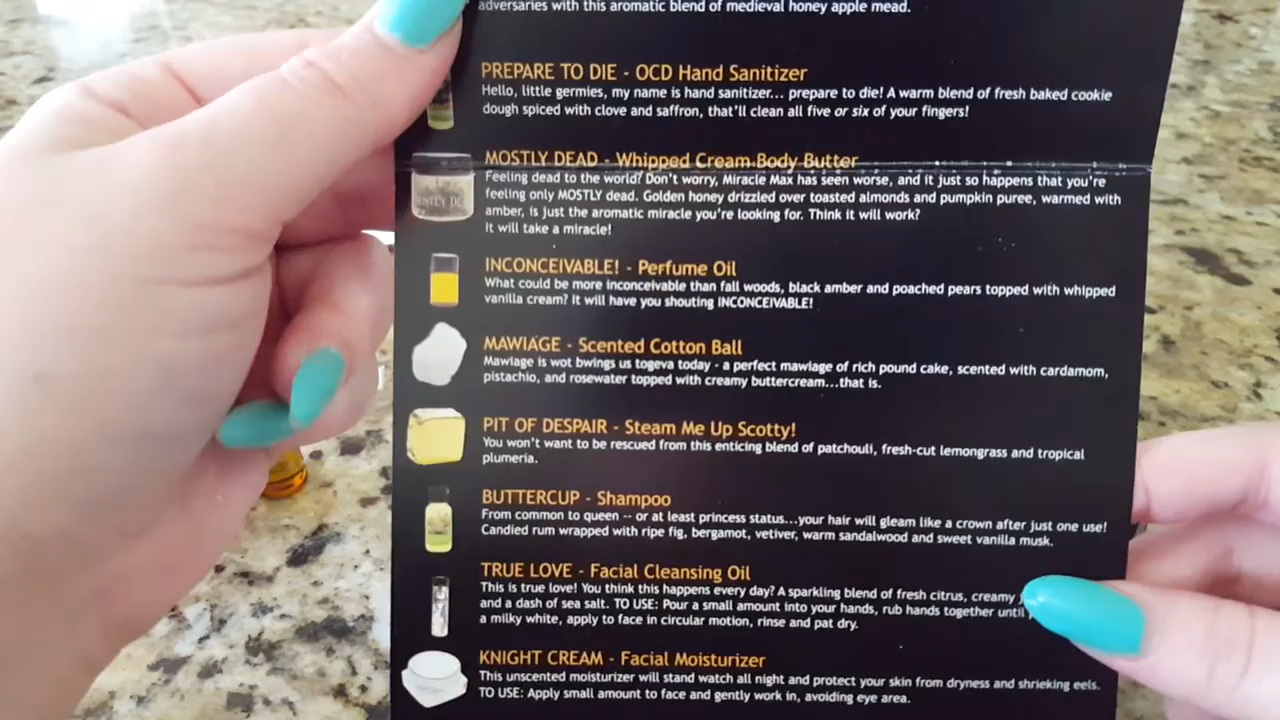 adversaries with this aromatic blend of medieval honey apple mead.
PREPARE TO DIE - OCD Hand Sanitizer
Hello, little germies, my name is hand sanitizer... prepare to die! A warm blend of fresh baked cookie
dough spiced with clove and saffron, that'll clean all five or six of your fingers!
MOSTLY DEAD - Whipped Cream Body Butter
Feeling dead to the world? Don't worry, Miracle Max has seen worse, and it just so happens that you're
feeling only MOSTLY dead. Golden honey drizzled over toasted almonds and pumpkin puree, warmed with
amber, is just the aromatic miracle you're looking for. Think it will work?
It will take a miracle!
INCONCEIVABLE! - Perfume Oil
What could be more inconceivable than fall woods, black amber and poached pears topped with whipped
vanilla cream? It will have you shouting INCONCEIVABLE!
MAWIAGE - Scented Cotton Ball
Mawiage is wot bwings us togeva today - a perfect mawiage of rich pound cake, scented with cardamom,
pistachio, and rosewater topped with creamy buttercream...that is.
PIT OF DESPAIR - Steam Me Up Scotty!
You won't want to be rescued from this enticing blend of patchouli, fresh-cut lemongrass and tropical
plumeria.
BUTTERCUP - Shampoo
From common to queen -- or at least princess status...your hair will gleam like a crown after just one use!
Candied rum wrapped with ripe fig, bergamot, vetiver, warm sandalwood and sweet vanilla musk.
TRUE LOVE - Facial Cleansing Oil
This is true love! You think this happens every day? A sparkling blend of fresh citrus, creamy
and a dash of sea salt. TO USE: Pour a small amount into your hands, rub hands together until
a milky white, apply to face in circular motion, rinse and pat dry.
KNIGHT CREAM - Facial Moisturizer
This unscented moisturizer will stand watch all night and protect your skin from dryness and shrieking eels.
TO USE: Apply small amount to face and gently work in, avoiding eye area.